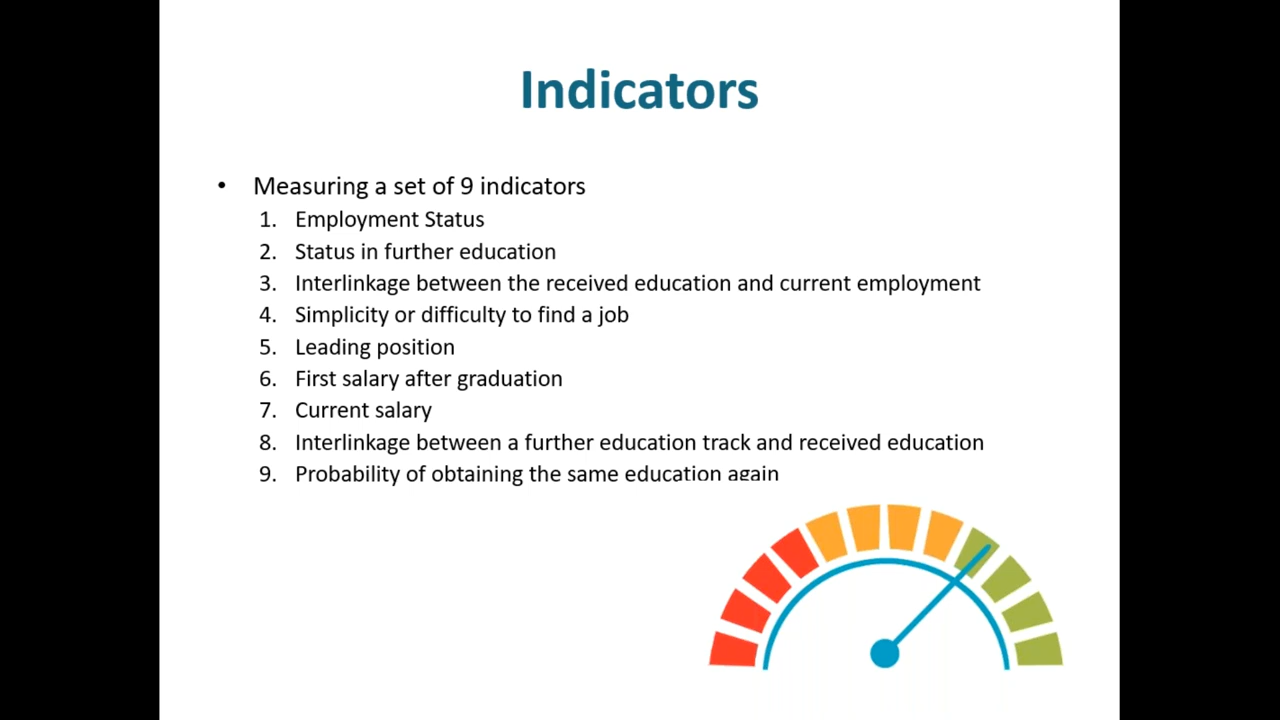 Indicators
• Measuring a set of 9 indicators
1. Employment Status
2. Status in further education
3. Interlinkage between the received education and current employment
4. Simplicity or difficulty to find a job
5. Leading position
6. First salary after graduation
7. Current salary
8. Interlinkage between a further education track and received education
9. Probability of obtaining the same education again